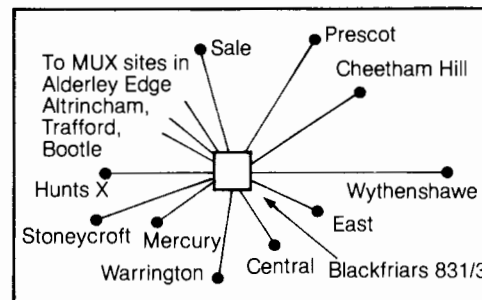 Sale
Prescot
To MUX sites in
Alderley Edge
Altrincham,
Trafford,
Bootle
Cheetham Hill
Hunts X
Wythenshawe
Stoneycroft
Mercury
East
Warrington
Central
Blackfriars 831/3